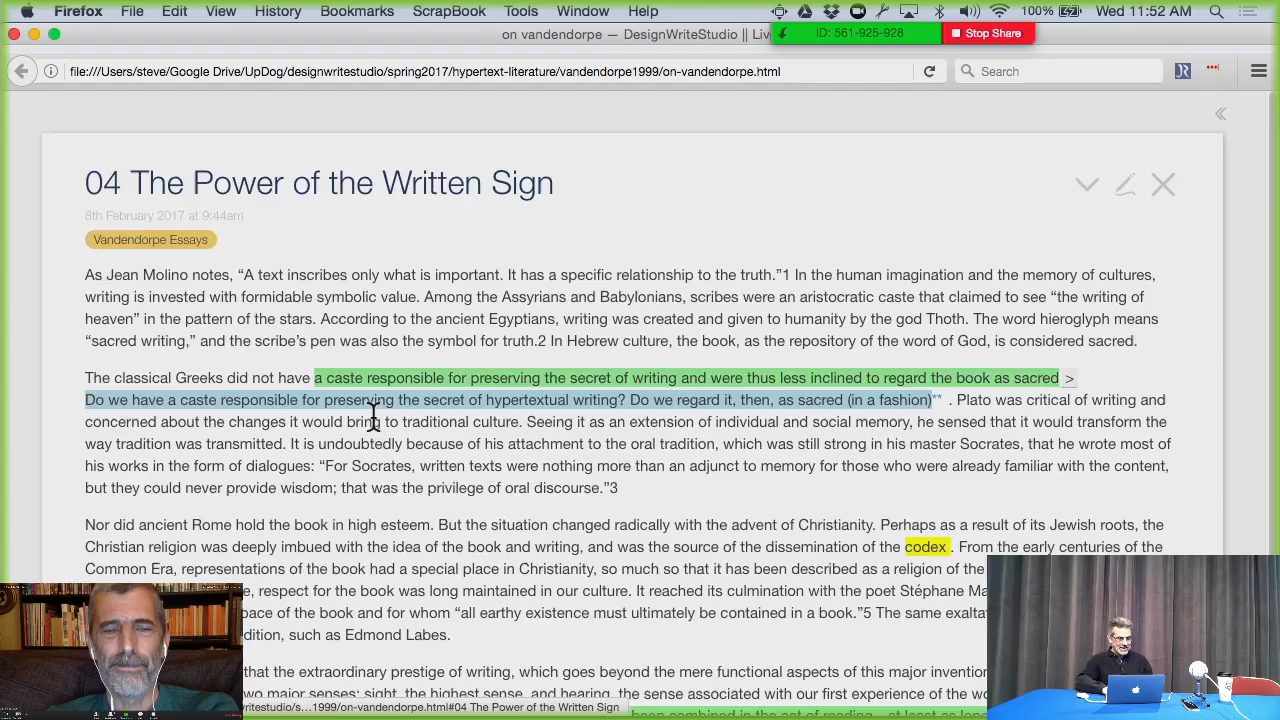 Firefox File Edit View History Bookmarks ScrapBook Tools Window Help 100% Wed 11:52 AM
on vandendorpe — DesignWriteStudio || Liv
ID: 561-925-928 Stop Share
file:///Users/steve/Google Drive/UpDog/designwritestudio/spring2017/hypertext-literature/vandendorpe1999/on-vandendorpe.html Search
04 The Power of the Written Sign
8th February 2017 at 9:44am
Vandendorpe Essays
As Jean Molino notes, “A text inscribes only what is important. It has a specific relationship to the truth.”1 In the human imagination and the memory of cultures,
writing is invested with formidable symbolic value. Among the Assyrians and Babylonians, scribes were an aristocratic caste that claimed to see “the writing of
heaven” in the pattern of the stars. According to the ancient Egyptians, writing was created and given to humanity by the god Thoth. The word hieroglyph means
“sacred writing,” and the scribe’s pen was also the symbol for truth.2 In Hebrew culture, the book, as the repository of the word of God, is considered sacred.
The classical Greeks did not have a caste responsible for preserving the secret of writing and were thus less inclined to regard the book as sacred >
Do we have a caste responsible for preserving the secret of hypertextual writing? Do we regard it, then, as sacred (in a fashion)** . Plato was critical of writing and
concerned about the changes it would bring to traditional culture. Seeing it as an extension of individual and social memory, he sensed that it would transform the
way tradition was transmitted. It is undoubtedly because of his attachment to the oral tradition, which was still strong in his master Socrates, that he wrote most of
his works in the form of dialogues: “For Socrates, written texts were nothing more than an adjunct to memory for those who were already familiar with the content,
but they could never provide wisdom; that was the privilege of oral discourse.”3
Nor did ancient Rome hold the book in high esteem. But the situation changed radically with the advent of Christianity. Perhaps as a result of its Jewish roots, the
Christian religion was deeply imbued with the idea of the book and writing, and was the source of the dissemination of the codex . From the early centuries of the
Common Era, representations of the book had a special place in Christianity, so much so that it has been described as a religion of the
e, respect for the book was long maintained in our culture. It reached its culmination with the poet Stéphane Ma
pace of the book and for whom “all earthy existence must ultimately be contained in a book.”5 The same exaltat
dition, such as Edmond Labes.
that the extraordinary prestige of writing, which goes beyond the mere functional aspects of this major inventio
wo major senses: sight, the highest sense, and hearing, the sense associated with our first experience of the wo
writestudio/s...1999/on-vandendorpe.html#04 The Power of the Written Sign
been combined in the act of reading